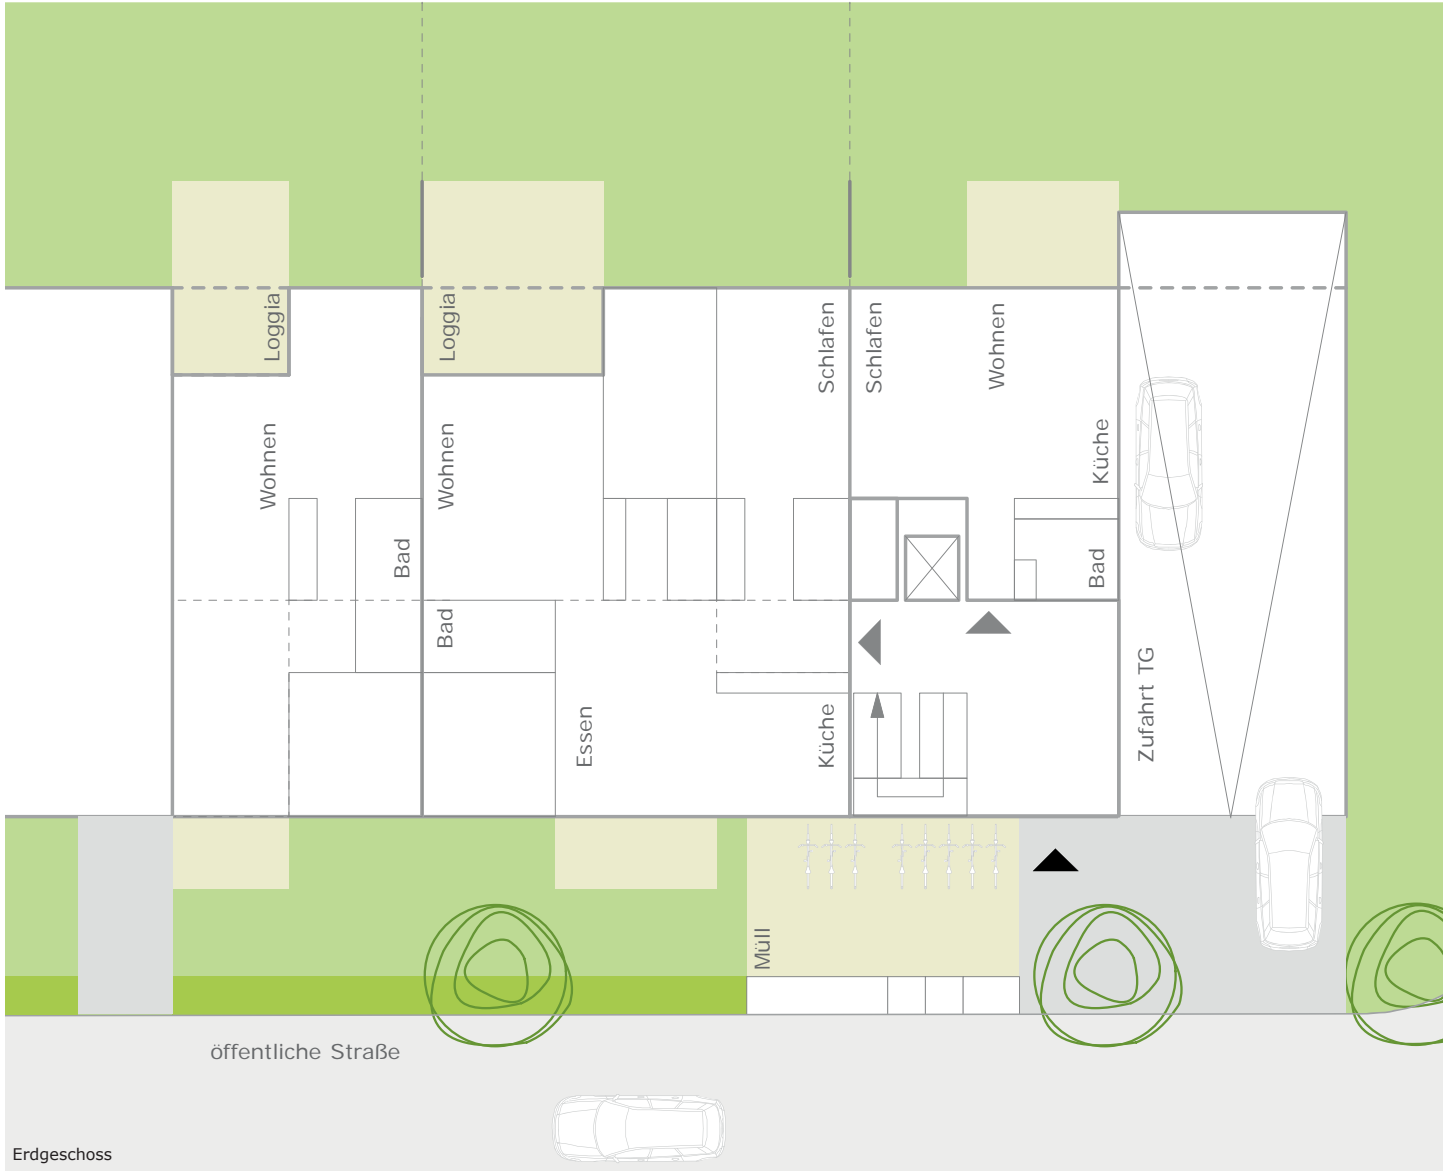 Loggia
Loggia
Schlafen
Schlafen
Wohnen
Wohnen
Wohnen
Küche
Bad
Bad
Bad
Essen
Küche
Zufahrt TG
Müll
öffentliche Straße
Erdgeschoss